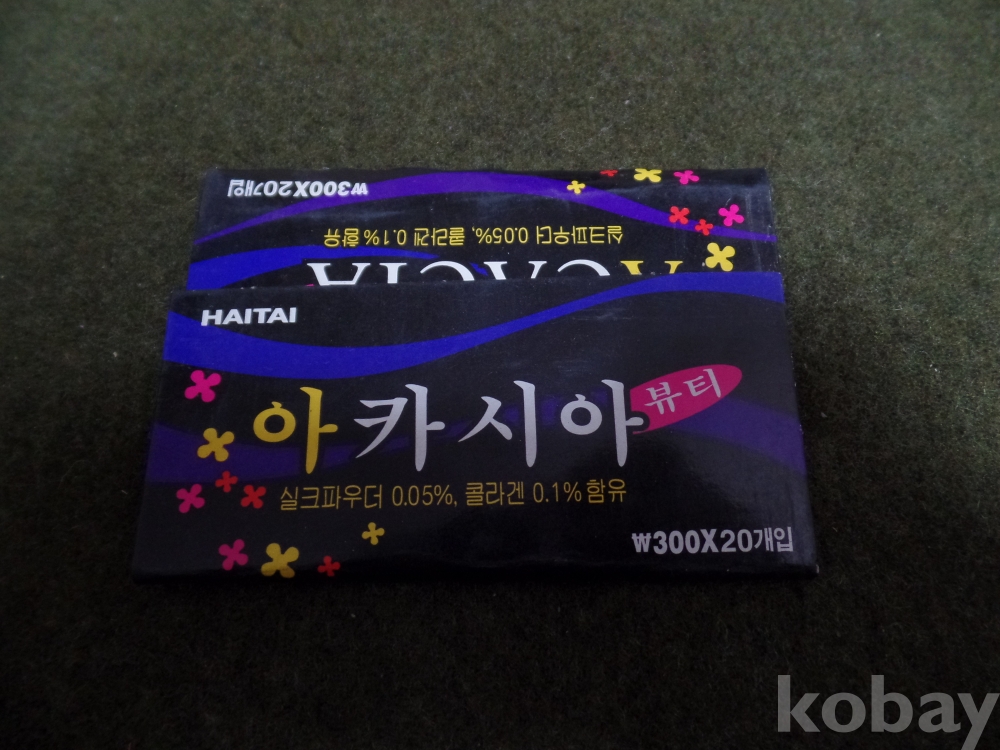 ₩300X20개입
실크파우더 0.05%, 콜라겐 0.1% 함유
ACACIA
HAITAI
아카시아 뷰티
실크파우더 0.05%, 콜라겐 0.1% 함유
₩300X20개입
kobay